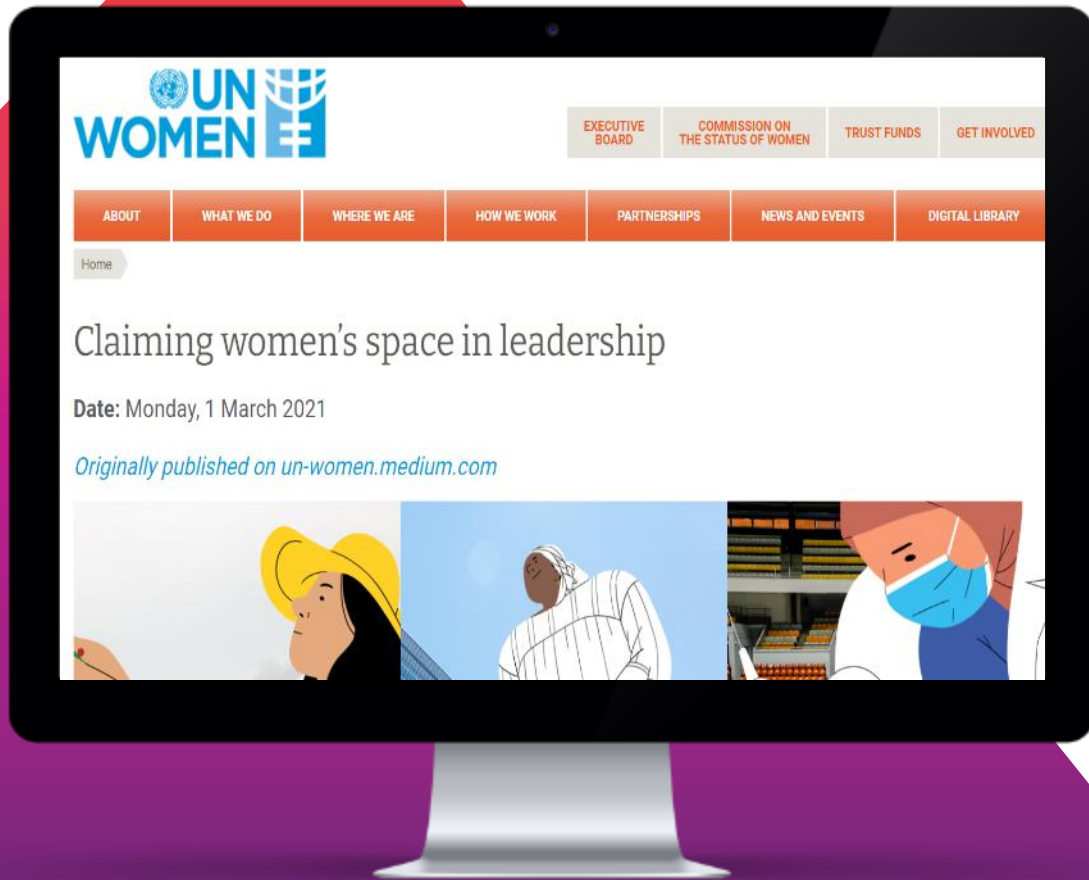 UN
WOMEN
EXECUTIVE
BOARD
COMMISSION ON
THE STATUS OF WOMEN
TRUST FUNDS
GET INVOLVED
ABOUT
WHAT WE DO
WHERE WE ARE
HOW WE WORK
PARTNERSHIPS
NEWS AND EVENTS
DIGITAL LIBRARY
Home
Claiming women’s space in leadership
Date: Monday, 1 March 2021
Originally published on un-women.medium.com